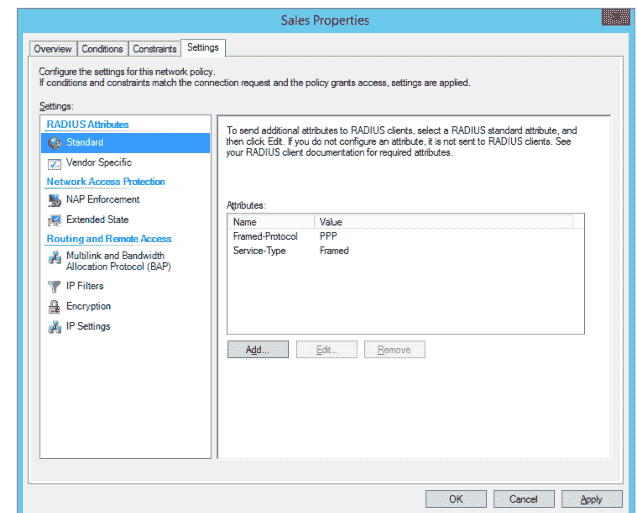 Sales Properties
Overview
Conditions
Constraints
Settings
Configure the settings for this network policy.
If conditions and constraints match the connection request and the policy grants access, settings are applied.
Settings:
RADIUS Attributes
Standard
Vendor Specific
Network Access Protection
NAP Enforcement
Extended State
Routing and Remote Access
Multilink and Bandwidth
Allocation Protocol (BAP)
IP Filters
Encryption
IP Settings
To send additional attributes to RADIUS clients, select a RADIUS standard attribute, and
then click Edit. If you do not configure an attribute, it is not sent to RADIUS clients. See
your RADIUS client documentation for required attributes.
Attributes:
Name Value
Framed-Protocol PPP
Service-Type Framed
Add... Edit... Remove
OK Cancel Apply